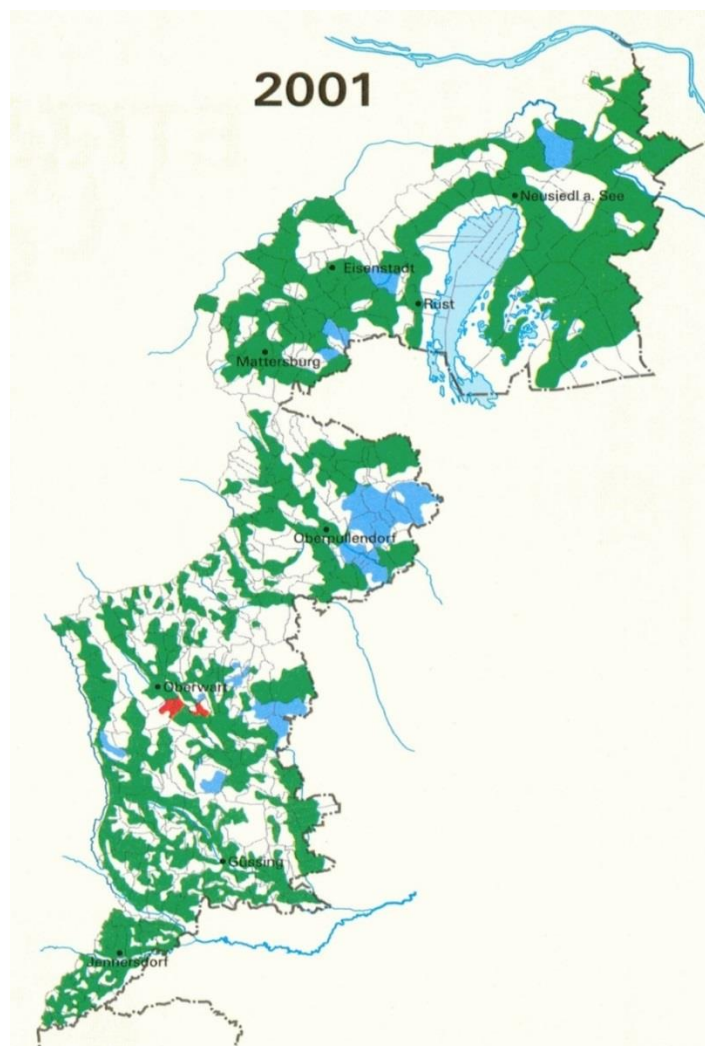 2001
Neusiedl a. See
Eisenstadt
Rust
Mattersburg
Oberpullendorf
Oberwart
Güssing
Jennersdorf